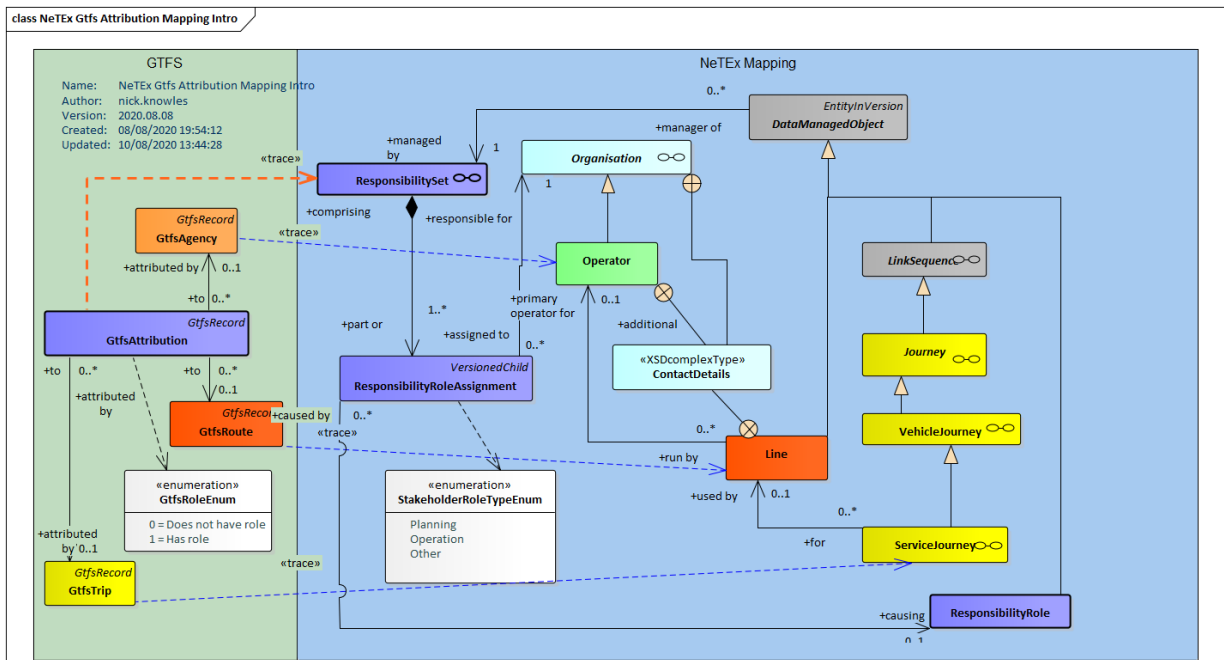 class NeTEx Gtfs Attribution Mapping Intro
GTFS
Name: NeTEx Gtfs Attribution Mapping Intro
Author: nick.knowles
Version: 2020.08.08
Created: 08/08/2020 19:54:12
Updated: 10/08/2020 13:44:28
NeTEx Mapping
0..*
EntityInVersion
DataManagedObject
+manager of
+managed
by
1
«trace»
Organisation
ResponsibilitySet
1
+comprising
+responsible for
GtfsRecord
GtfsAgency
«trace»
+attributed by
0..1
Operator
LinkSequence
+to
0..*
+primary
operator for
0..1
1..*
+part or
+additional
GtfsRecord
GtfsAttribution
+assigned to
0..*
«XSDcomplexType»
ContactDetails
Journey
VersionedChild
ResponsibilityRoleAssignment
+to
0..*
+to
0..*
+attributed
by
0..1
GtfsRecor
GtfsRoute
+caused by
0..*
«trace»
0..*
VehicleJourney
Line
+run by
«enumeration»
GtfsRoleEnum
0 = Does not have role
1 = Has role
«enumeration»
StakeholderRoleTypeEnum
Planning
Operation
Other
+used by
0..1
0..*
+for
ServiceJourney
+attributed
by
0..1
«trace»
GtfsRecord
GtfsTrip
ResponsibilityRole
+causing
0..1